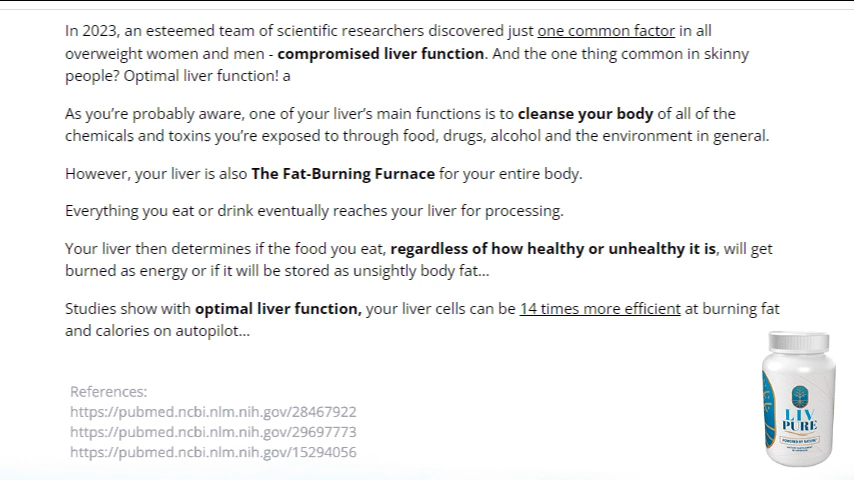 In 2023, an esteemed team of scientific researchers discovered just one common factor in all
overweight women and men - compromised liver function. And the one thing common in skinny
people? Optimal liver function! a
As you’re probably aware, one of your liver’s main functions is to cleanse your body of all of the
chemicals and toxins you’re exposed to through food, drugs, alcohol and the environment in general.
However, your liver is also The Fat-Burning Furnace for your entire body.
Everything you eat or drink eventually reaches your liver for processing.
Your liver then determines if the food you eat, regardless of how healthy or unhealthy it is, will get
burned as energy or if it will be stored as unsightly body fat...
Studies show with optimal liver function, your liver cells can be 14 times more efficient at burning fat
and calories on autopilot...
References:
https://pubmed.ncbi.nlm.nih.gov/28467922
https://pubmed.ncbi.nlm.nih.gov/29697773
https://pubmed.ncbi.nlm.nih.gov/15294056
LIV
PURE
POWERED BY NATURE